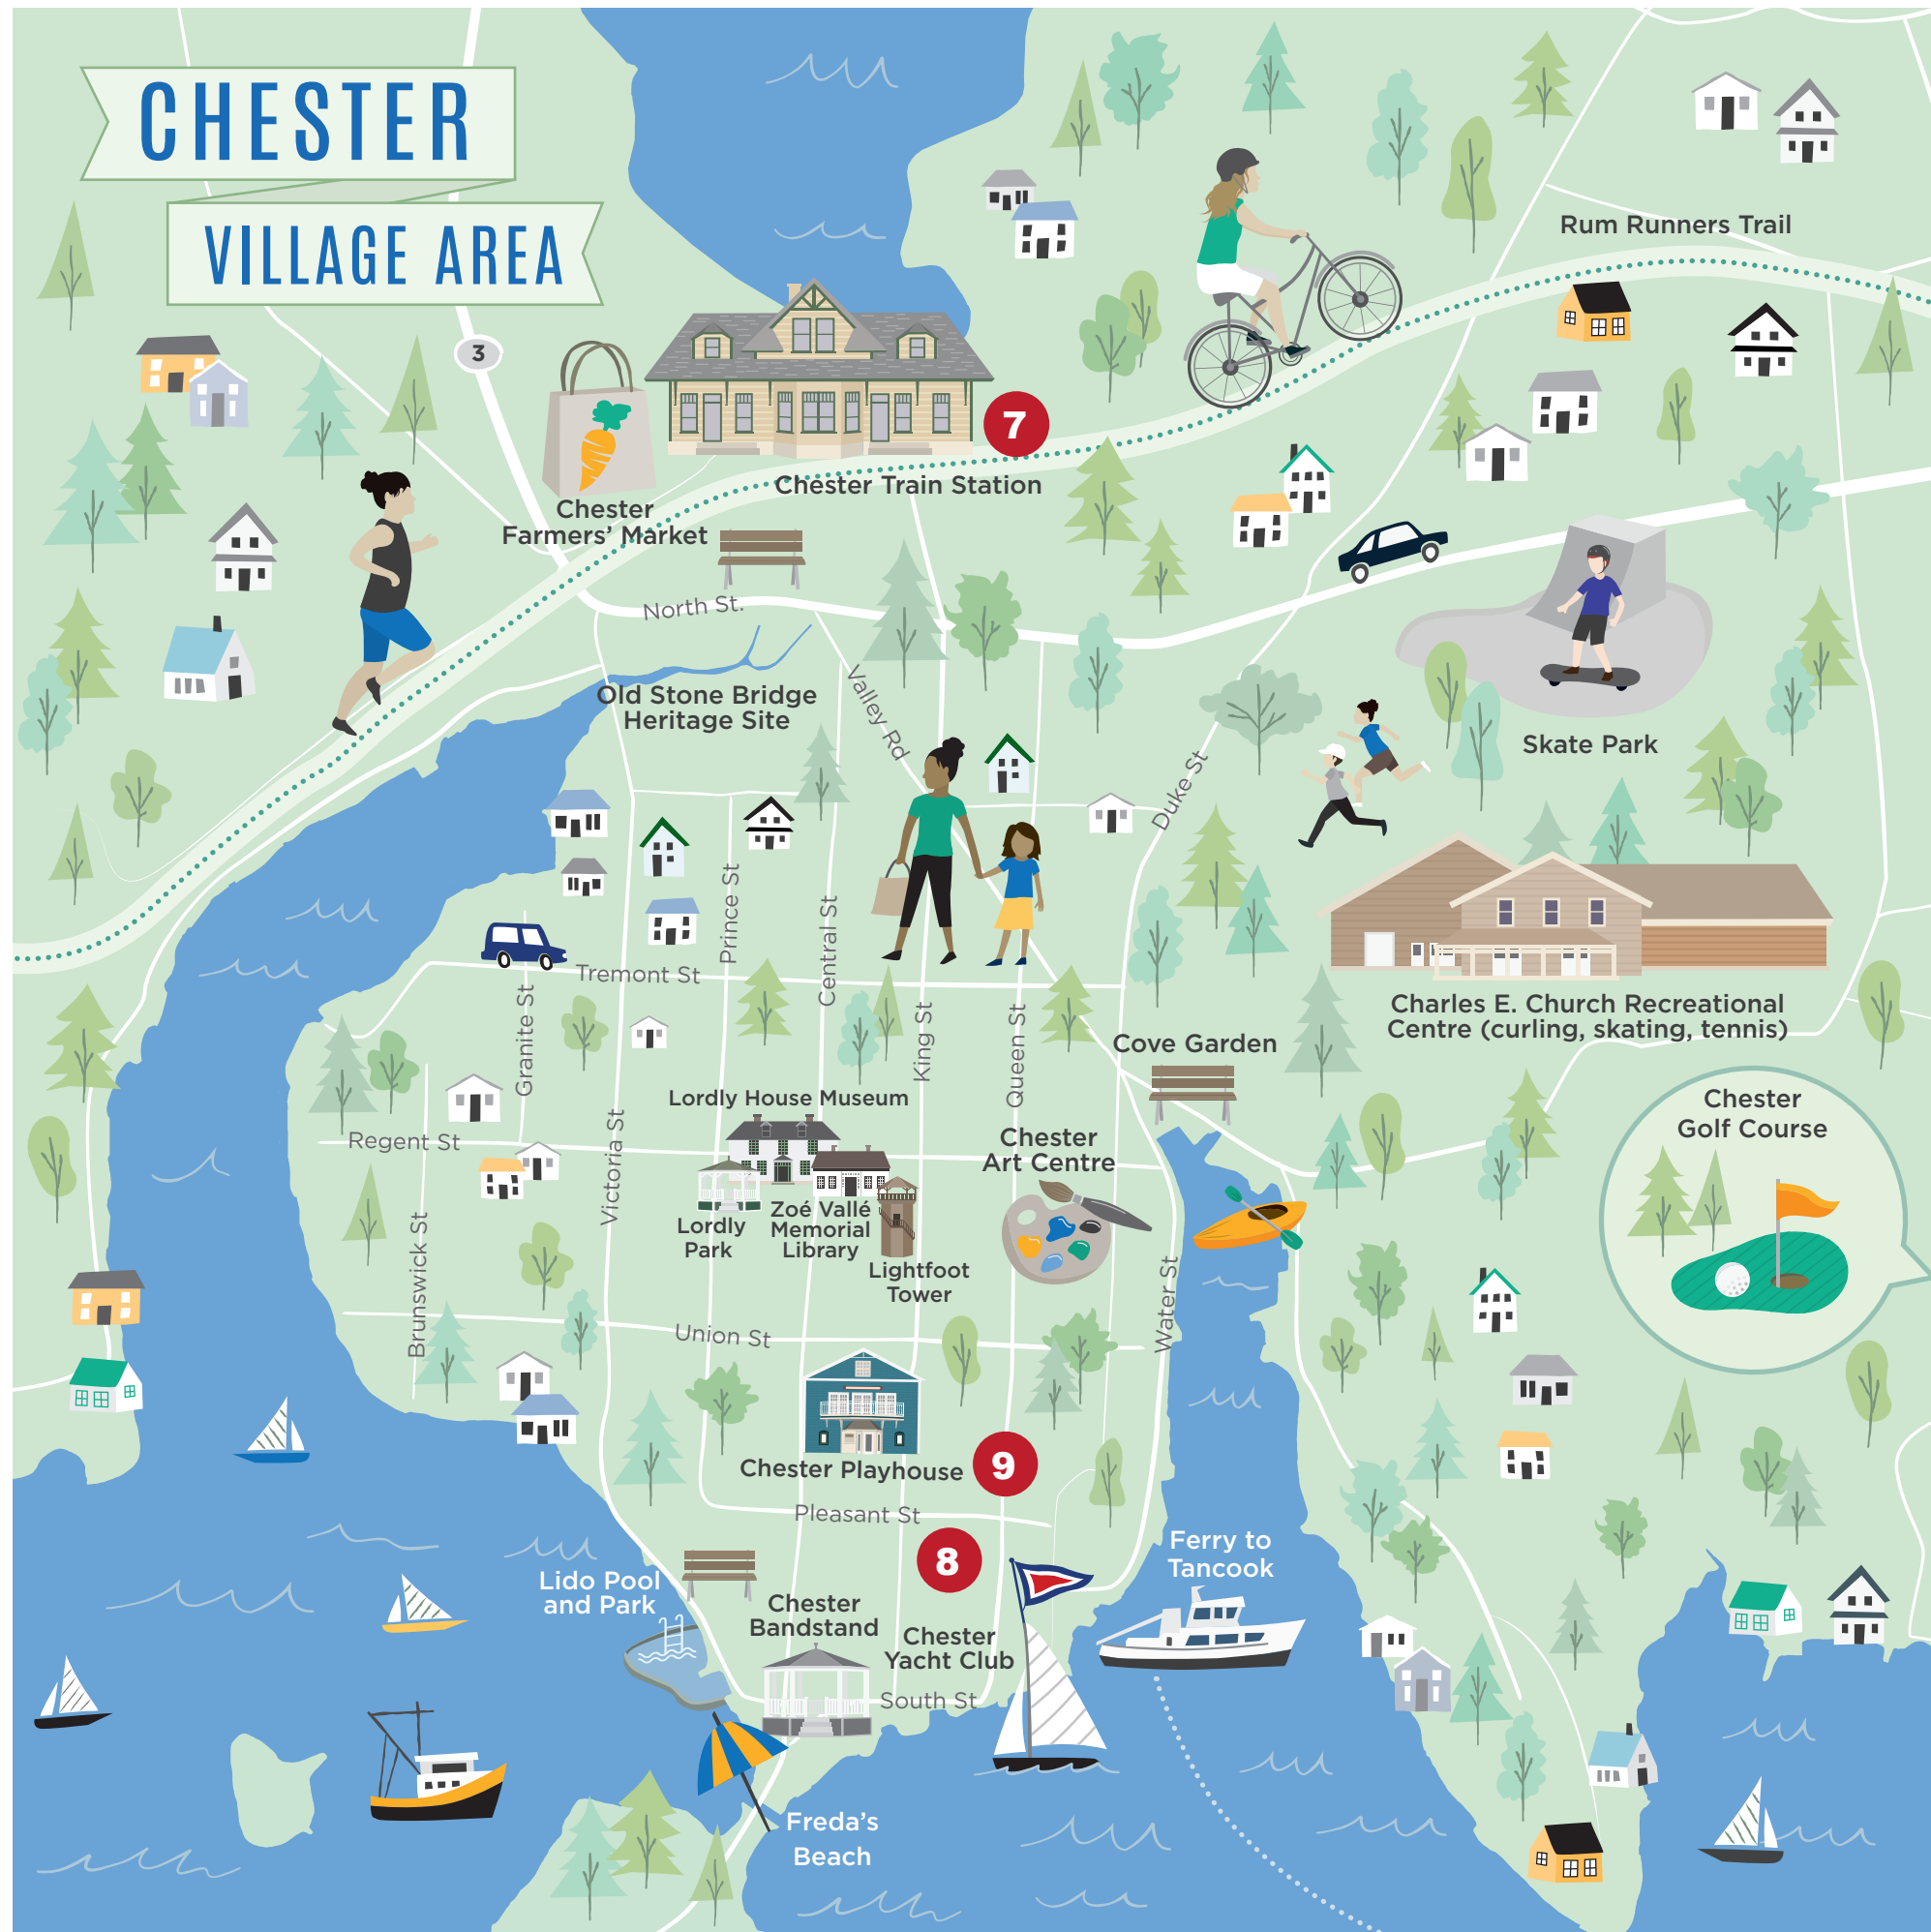 CHESTER
VILLAGE AREA
Rum Runners Trail
3
7
Chester Train Station
Chester
Farmers’ Market
North St.
Old Stone Bridge
Heritage Site
Valley Rd
Duke St
Skate Park
Prince St
Central St
Tremont St
Granite St
King St
Queen St
Charles E. Church Recreational
Centre (curling, skating, tennis)
Cove Garden
Lordly House Museum
Chester
Golf Course
Regent St
Victoria St
Chester
Art Centre
Lordly
Park
Zoé Vallé
Memorial
Library
Lightfoot
Tower
Brunswick St
Water St
Union St
Chester Playhouse
9
Pleasant St
8
Ferry to
Tancook
Lido Pool
and Park
Chester
Bandstand
Chester
Yacht Club
South St
Freda’s
Beach